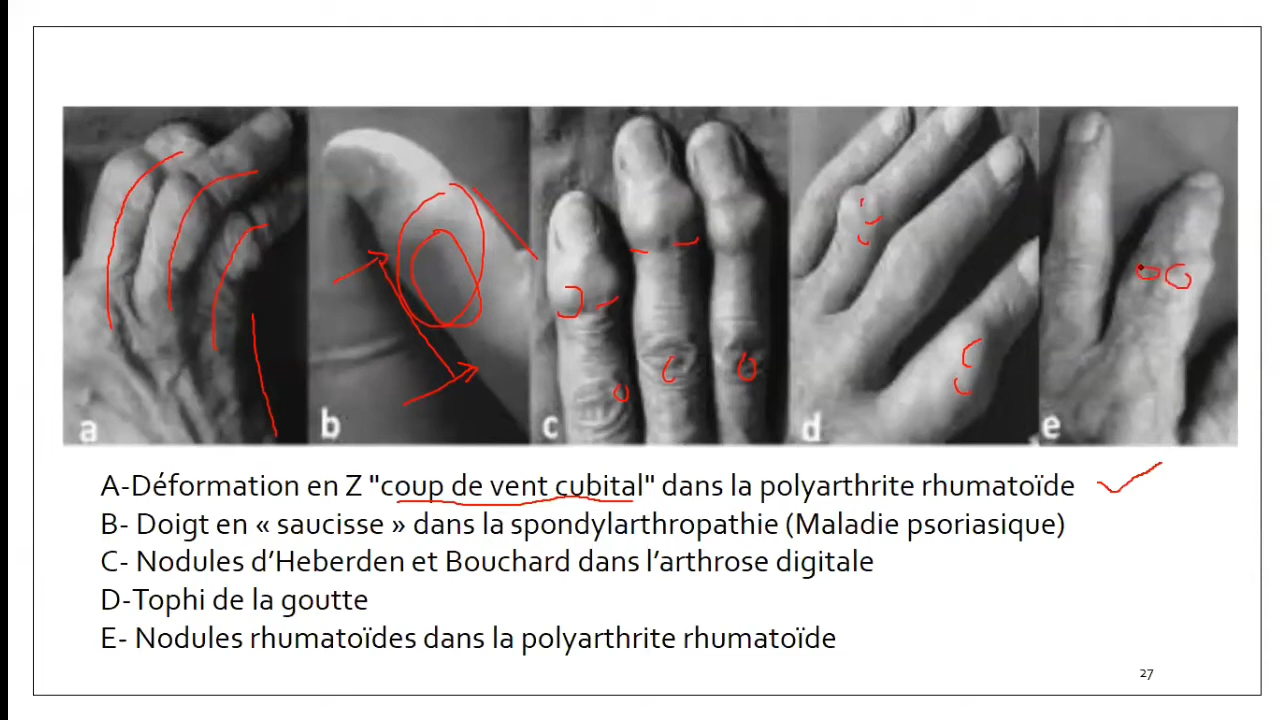 a b c d e
A-Déformation en Z "coup de vent cubital" dans la polyarthrite rhumatoïde
B- Doigt en « saucisse » dans la spondylarthropathie (Maladie psoriasique)
C- Nodules d’Heberden et Bouchard dans l’arthrose digitale
D-Tophi de la goutte
E- Nodules rhumatoïdes dans la polyarthrite rhumatoïde
27